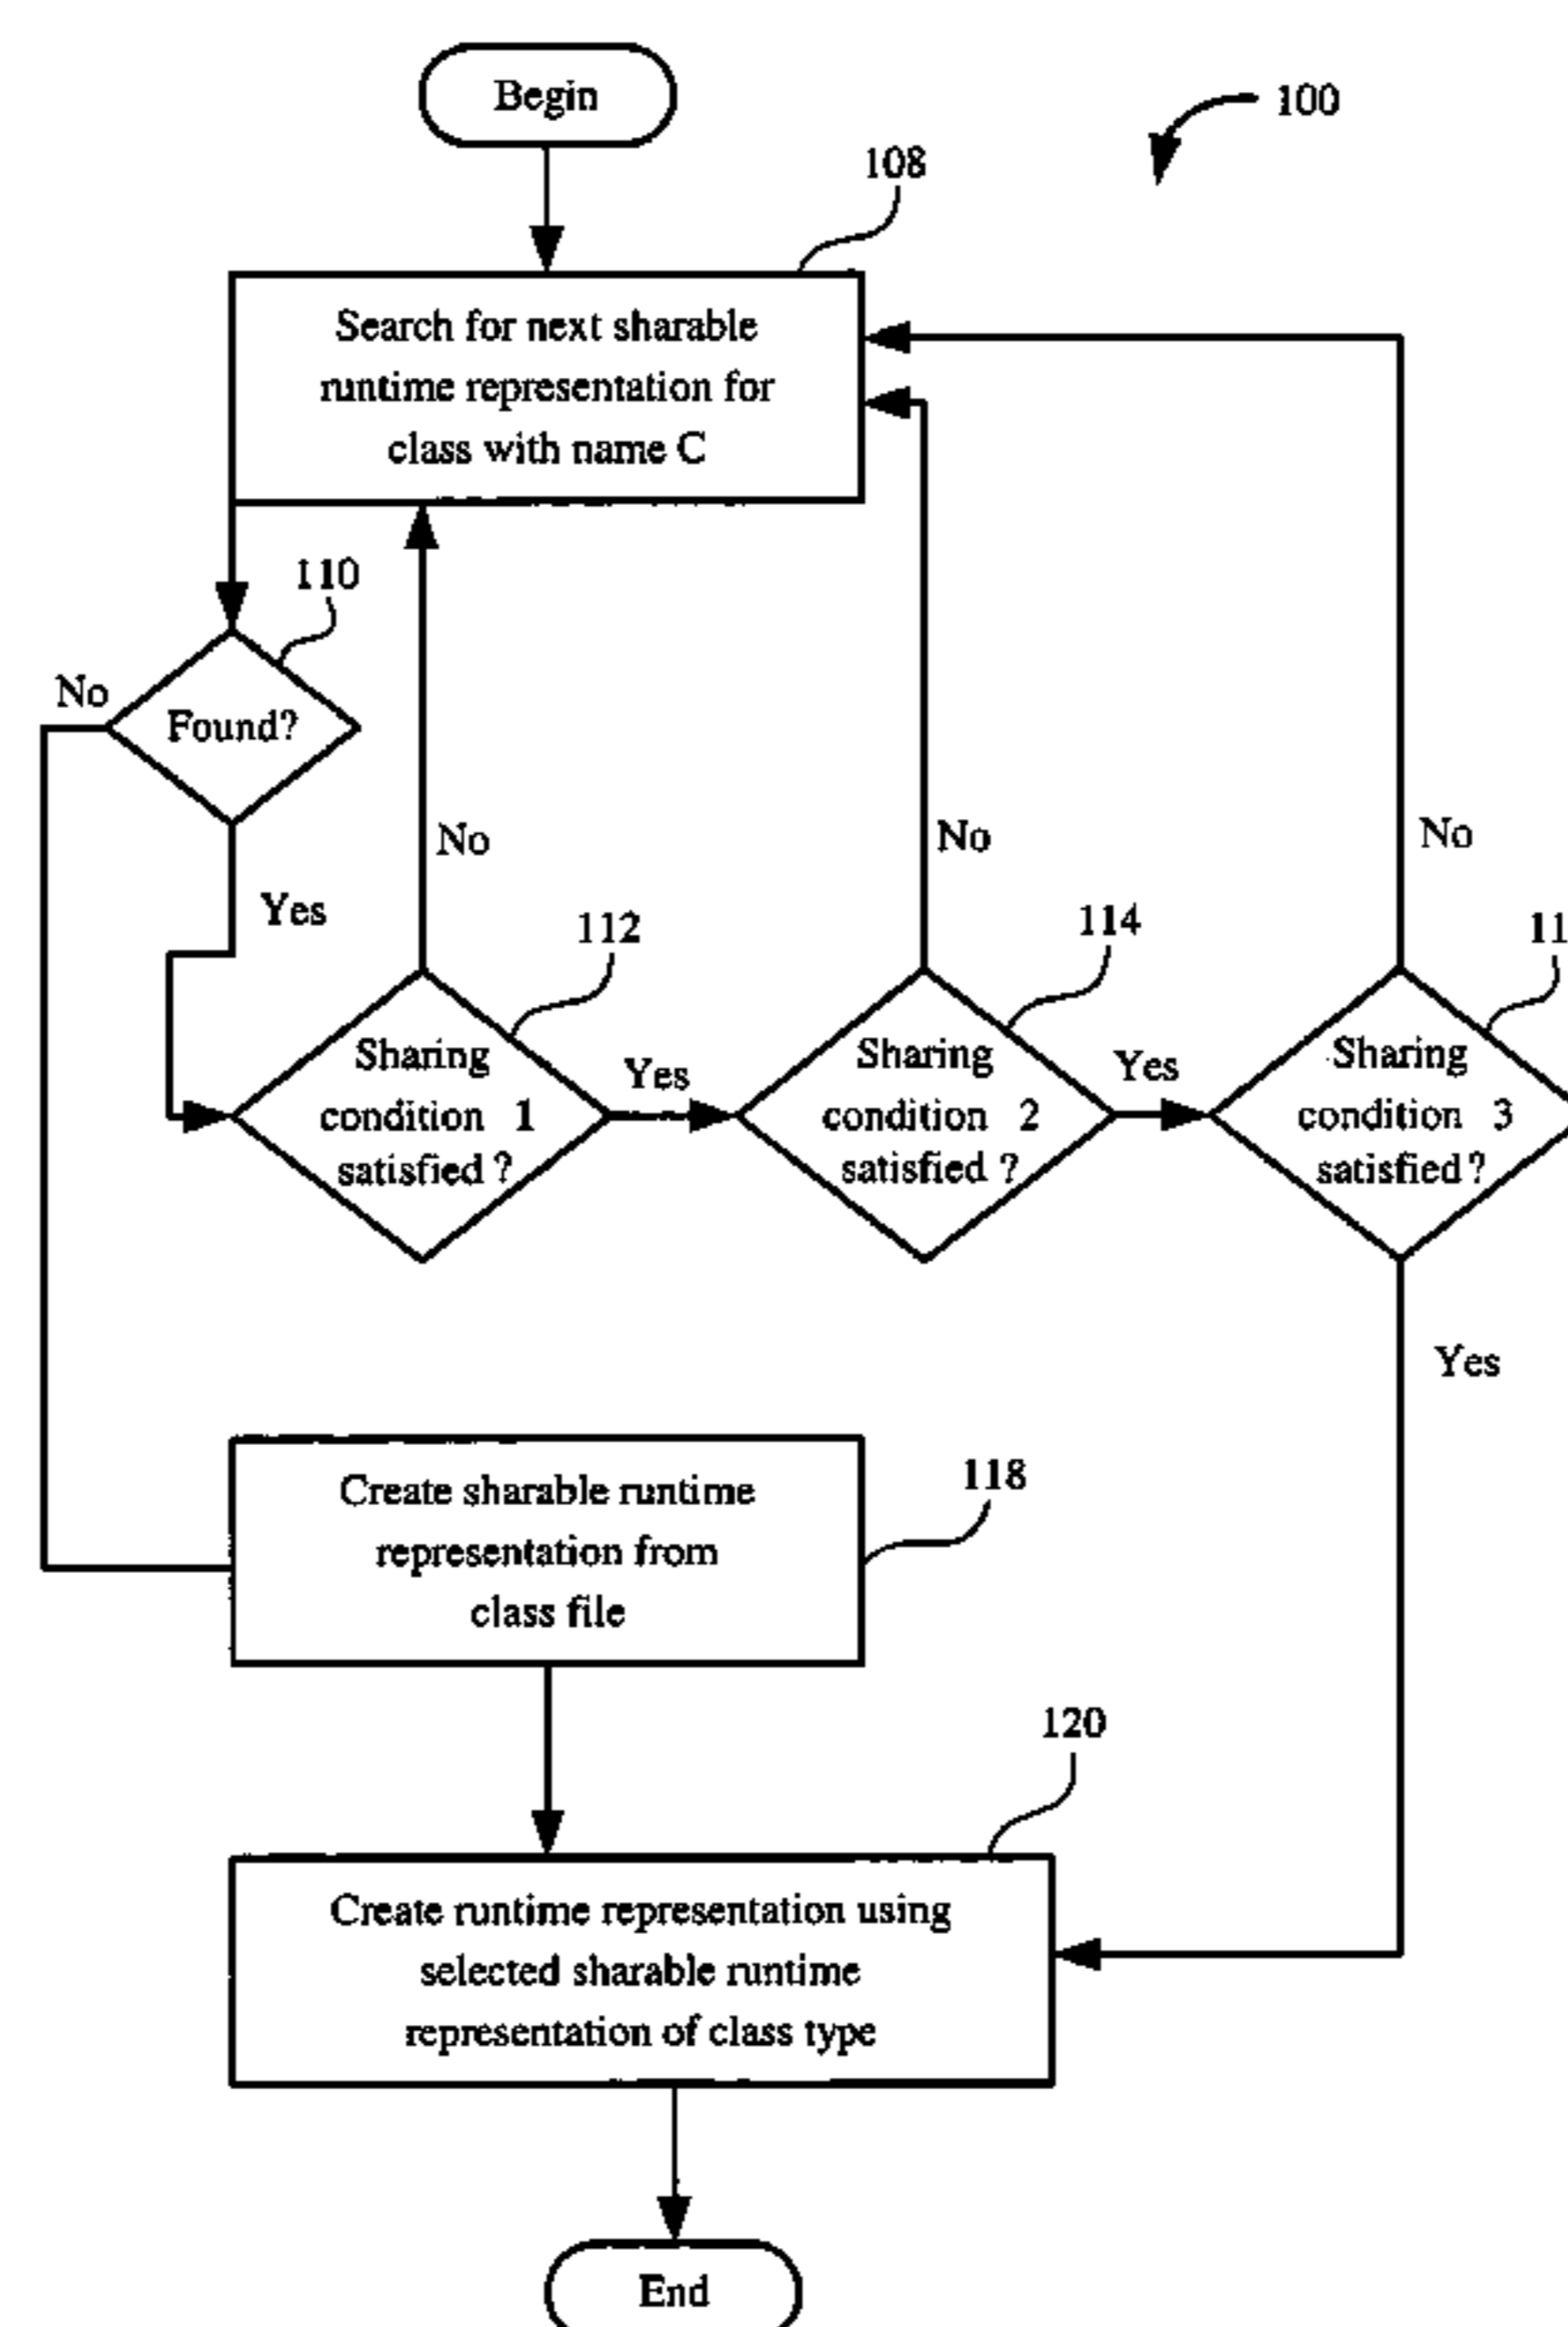 Begin
100
108
Search for next sharable
runtime representation for
class with name C
110
No
Found?
Yes
No
No
No
112
114
11
Sharing
condition 1
satisfied?
Yes
Sharing
condition 2
satisfied?
Yes
Sharing
condition 3
satisfied?
Yes
Create sharable runtime
representation from
class file
118
120
Create runtime representation using
selected sharable runtime
representation of class type
End